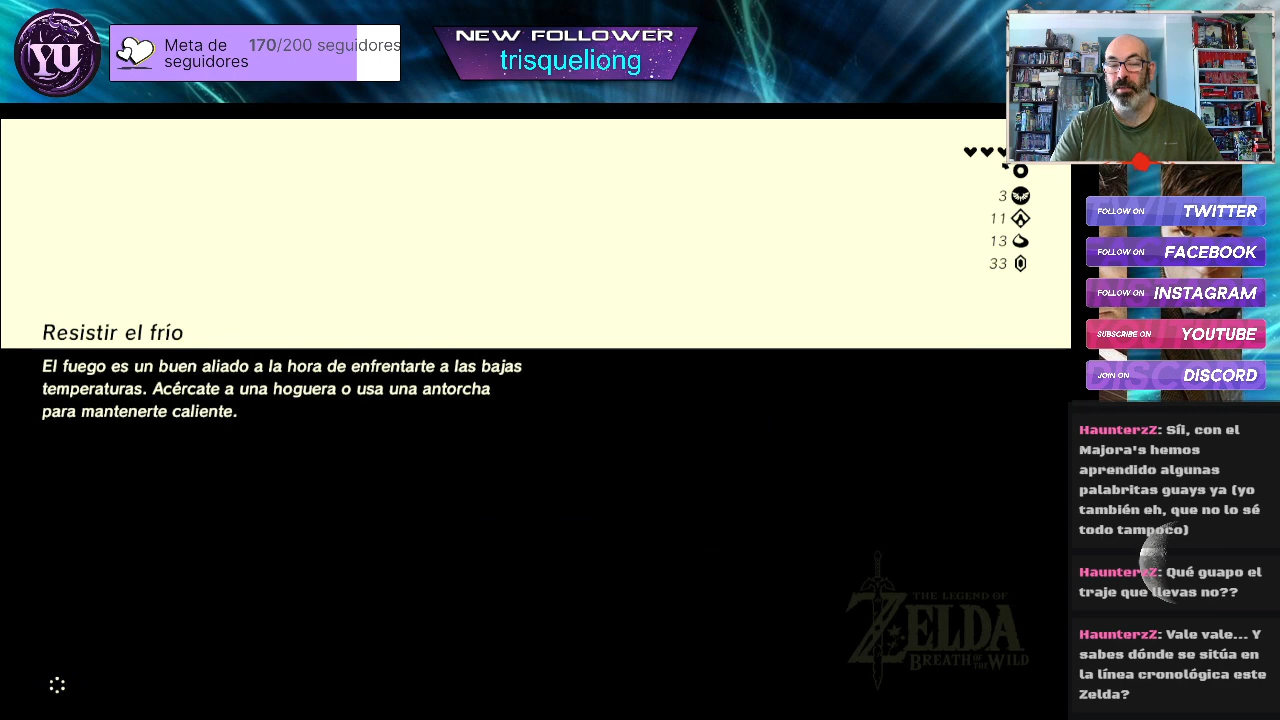 YU
Meta de
seguidores
170/200 seguidores
NEW FOLLOWER
trisqueliong
3
11
13
33
Resistir el frío
El fuego es un buen aliado a la hora de enfrentarte a las bajas
temperaturas. Acércate a una hoguera o usa una antorcha
para mantenerte caliente.
THE LEGEND OF
ZELDA
BREATH OF THE WILD
FOLLOW ON TWITTER
FOLLOW ON FACEBOOK
FOLLOW ON INSTAGRAM
SUBSCRIBE ON YOUTUBE
JOIN ON DISCORD
HaunterzZ: Síi, con el
Majora's hemos
aprendido algunas
palabritas guays ya (yo
también eh, que no lo sé
todo tampoco)
HaunterzZ: Qué guapo el
traje que llevas no??
HaunterzZ: Vale vale... Y
sabes dónde se sitúa en
la línea cronológica este
Zelda?